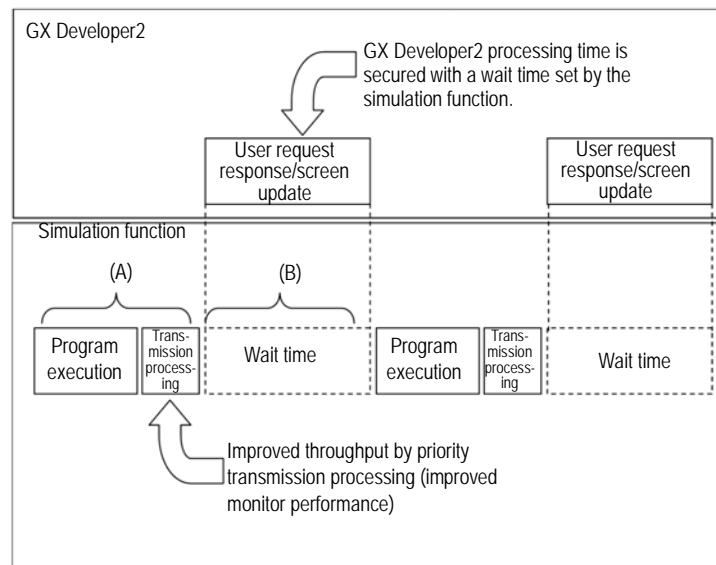 GX Developer2
GX Developer2 processing time is
secured with a wait time set by the
simulation function.
User request
response/screen
update
User request
response/screen
update
Simulation function
(A)
(B)
Program
execution
Trans-
mission
process-
ing
Wait time
Program
execution
Trans-
mission
process-
ing
Wait time
Improved throughput by priority
transmission processing (improved
monitor performance)